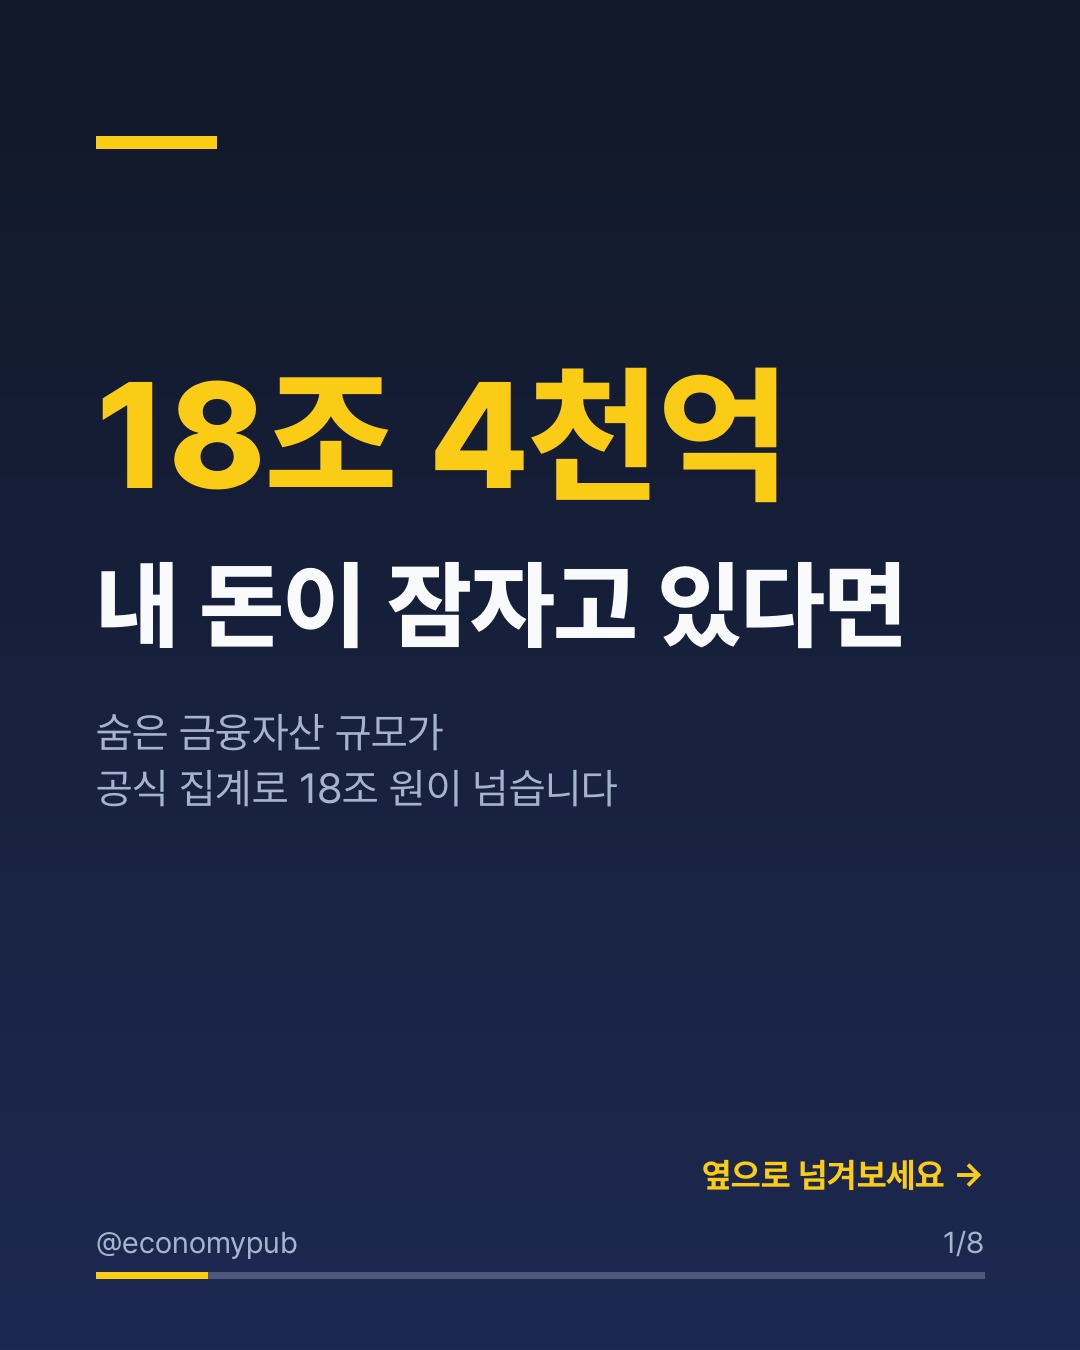 18조 4천억
내 돈이 잠자고 있다면
숨은 금융자산 규모가
공식 집계로 18조 원이 넘습니다
옆으로 넘겨보세요 →
@economypub
1/8